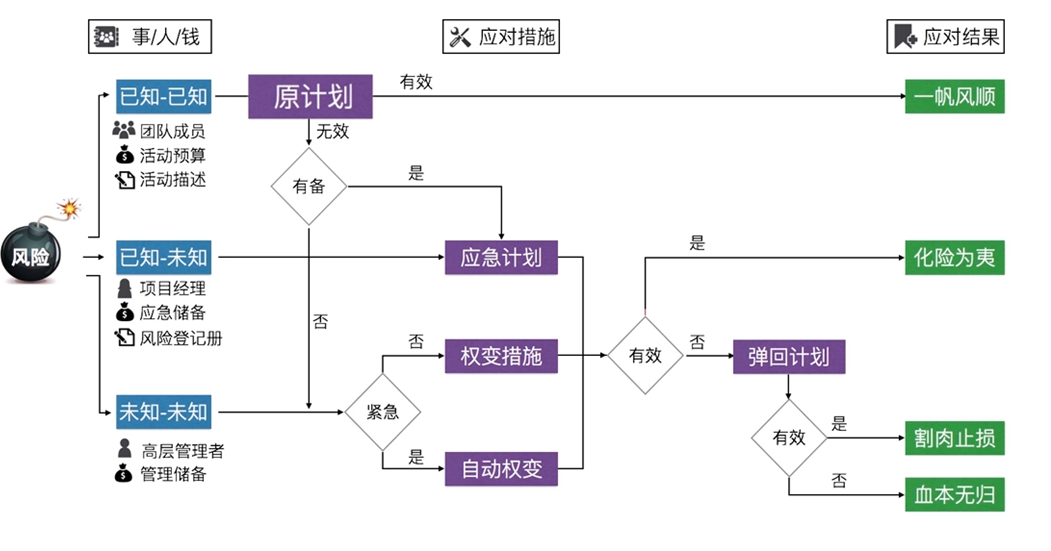 事/人/钱
应对措施
应对结果
已知-已知
原计划
有效
一帆风顺
无效
团队成员
活动预算
活动描述
有备
是
风险
已知-未知
应急计划
是
化险为夷
项目经理
应急储备
风险登记册
否
否
权变措施
有效
否
弹回计划
未知-未知
紧急
高层管理者
管理储备
是
自动权变
有效
是
割肉止损
否
血本无归